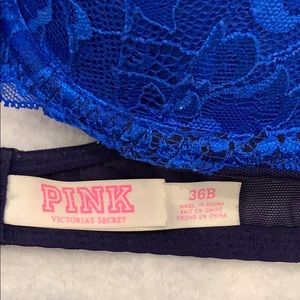 PINK
VICTORIA'S SECRET
36B
MADE IN CHINA
FAIT EN CHINE
HECHO EN CHINA